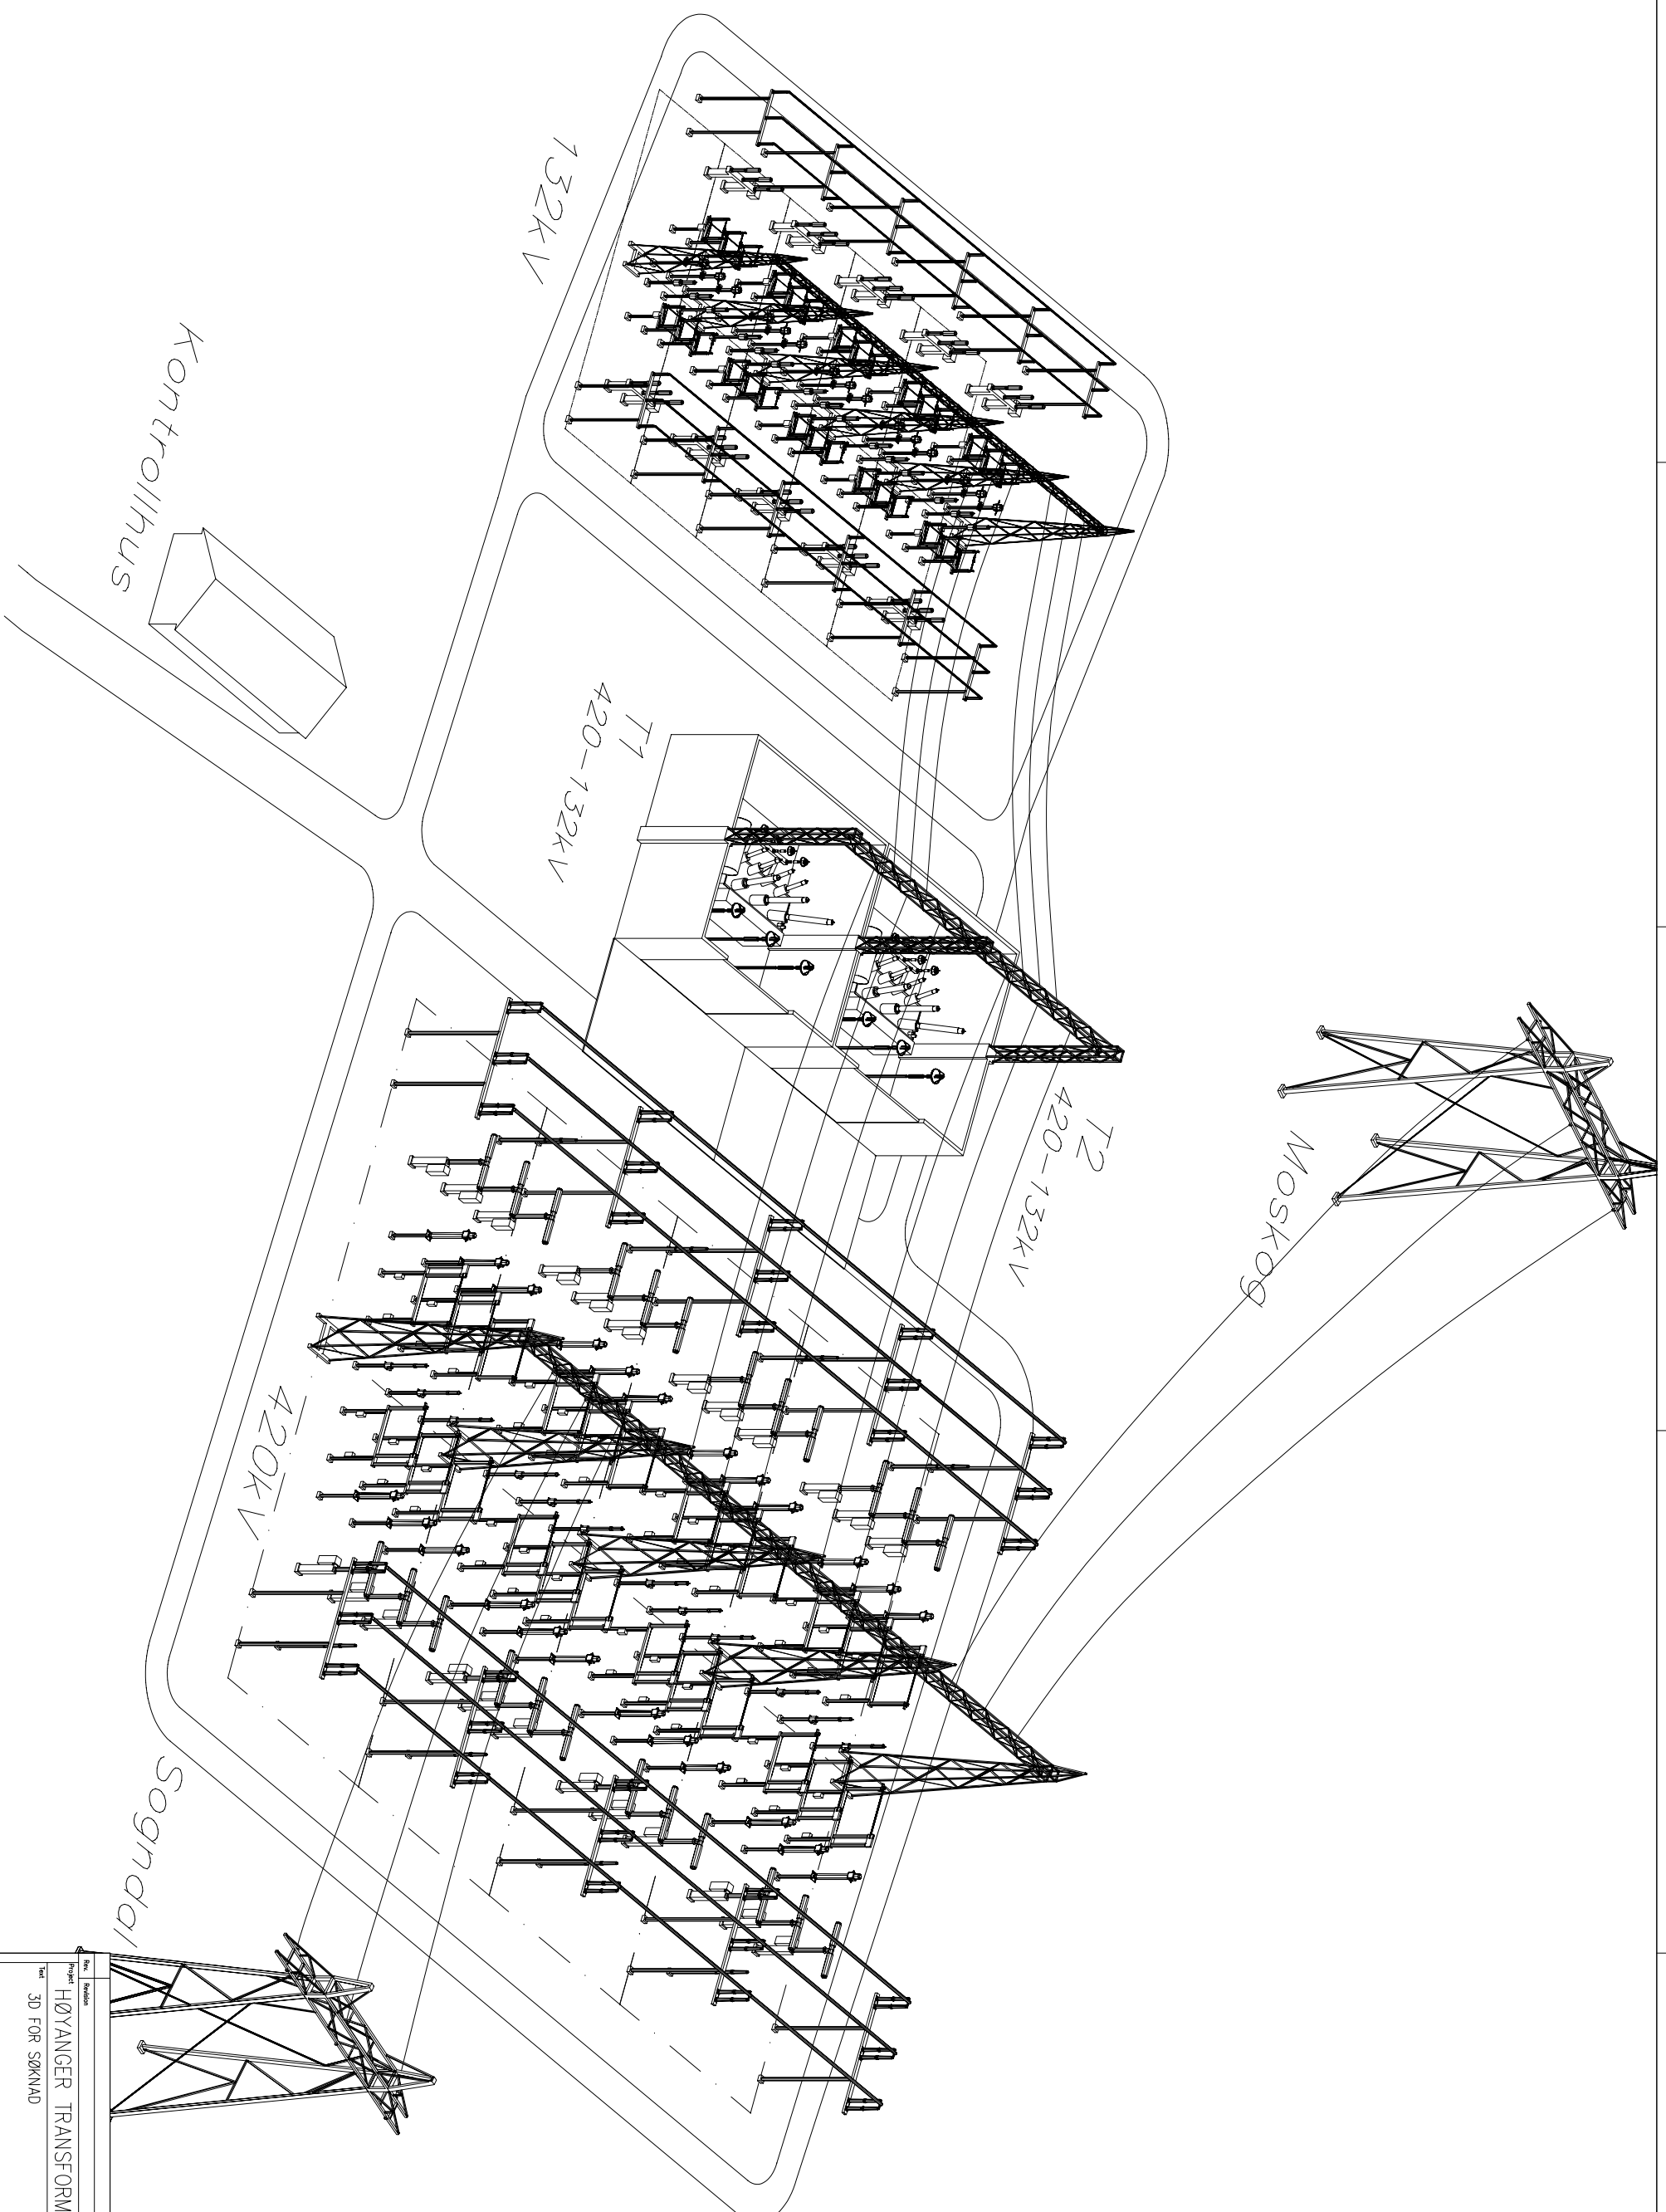 132kV
Kontrollhus
T1
420-132kV
T2
420-132kV
Moskog
420kV
Sogndal
Rev.
Revision
Project
HØYANGER TRANSFORM
Text
3D FOR SØKNAD